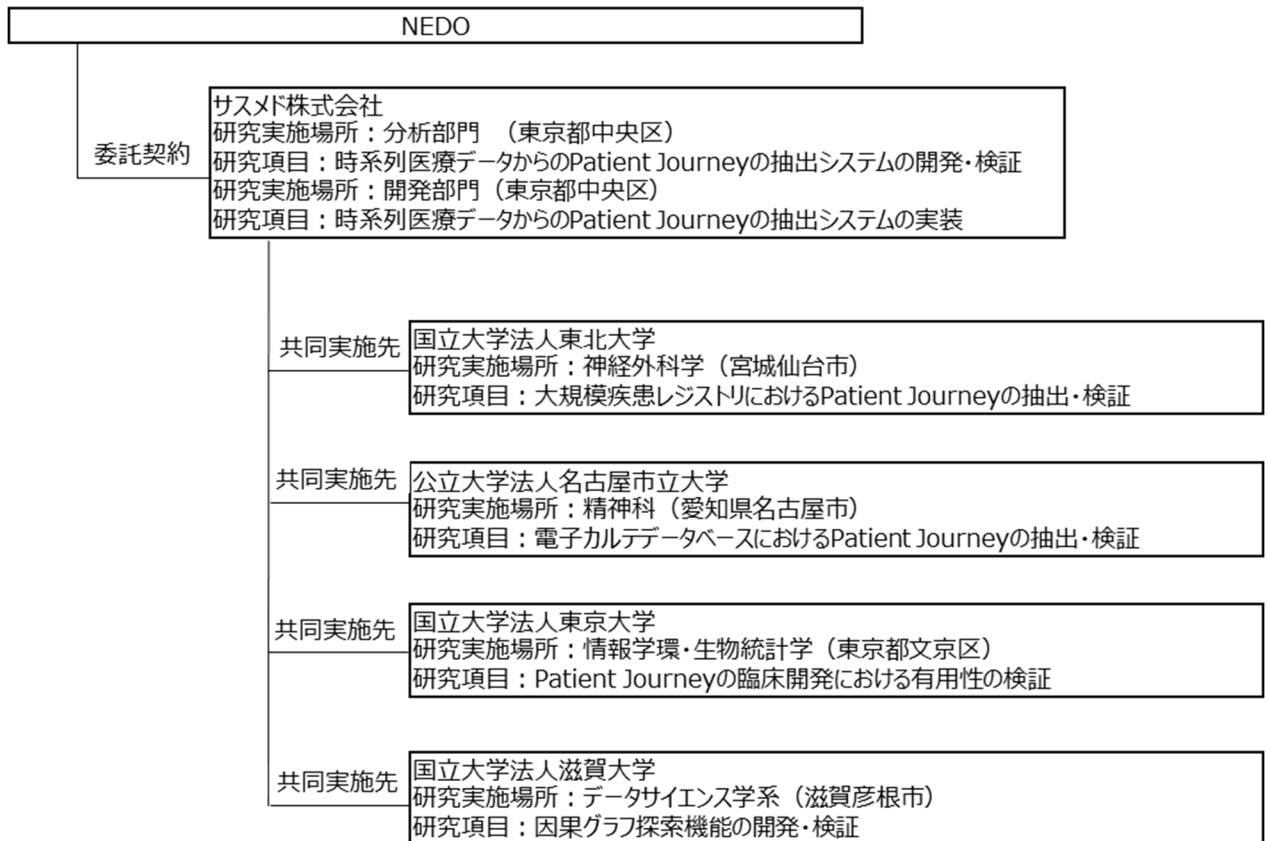 NEDO
委託契約
サスメド株式会社
研究実施場所：分析部門　（東京都中央区）
研究項目：時系列医療データからのPatient Journeyの抽出システムの開発・検証
研究実施場所：開発部門（東京都中央区）
研究項目：時系列医療データからのPatient Journeyの抽出システムの実装
共同実施先
国立大学法人東北大学
研究実施場所：神経外科学（宮城仙台市）
研究項目：大規模疾患レジストリにおけるPatient Journeyの抽出・検証
共同実施先
公立大学法人名古屋市立大学
研究実施場所：精神科（愛知県名古屋市）
研究項目：電子カルテデータベースにおけるPatient Journeyの抽出・検証
共同実施先
国立大学法人東京大学
研究実施場所：情報学環・生物統計学（東京都文京区）
研究項目：Patient Journeyの臨床開発における有用性の検証
共同実施先
国立大学法人滋賀大学
研究実施場所：データサイエンス学系（滋賀彦根市）
研究項目：因果グラフ探索機能の開発・検証